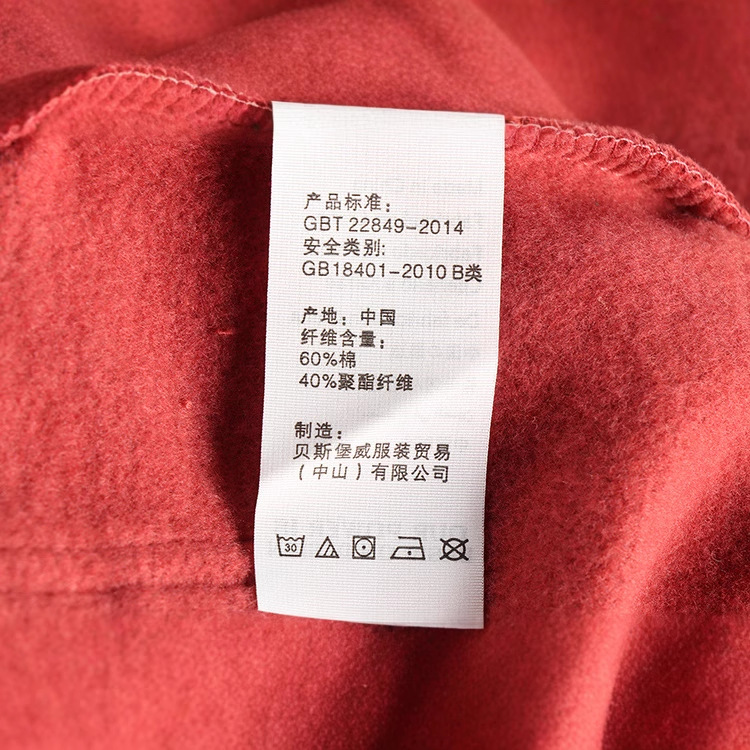 产品标准：
GBT 22849-2014
安全类别:
GB18401-2010 B类
产地：中国
纤维含量：
60%棉
40%聚酯纤维
制造：
贝斯堡威服装贸易
（中山）有限公司
30